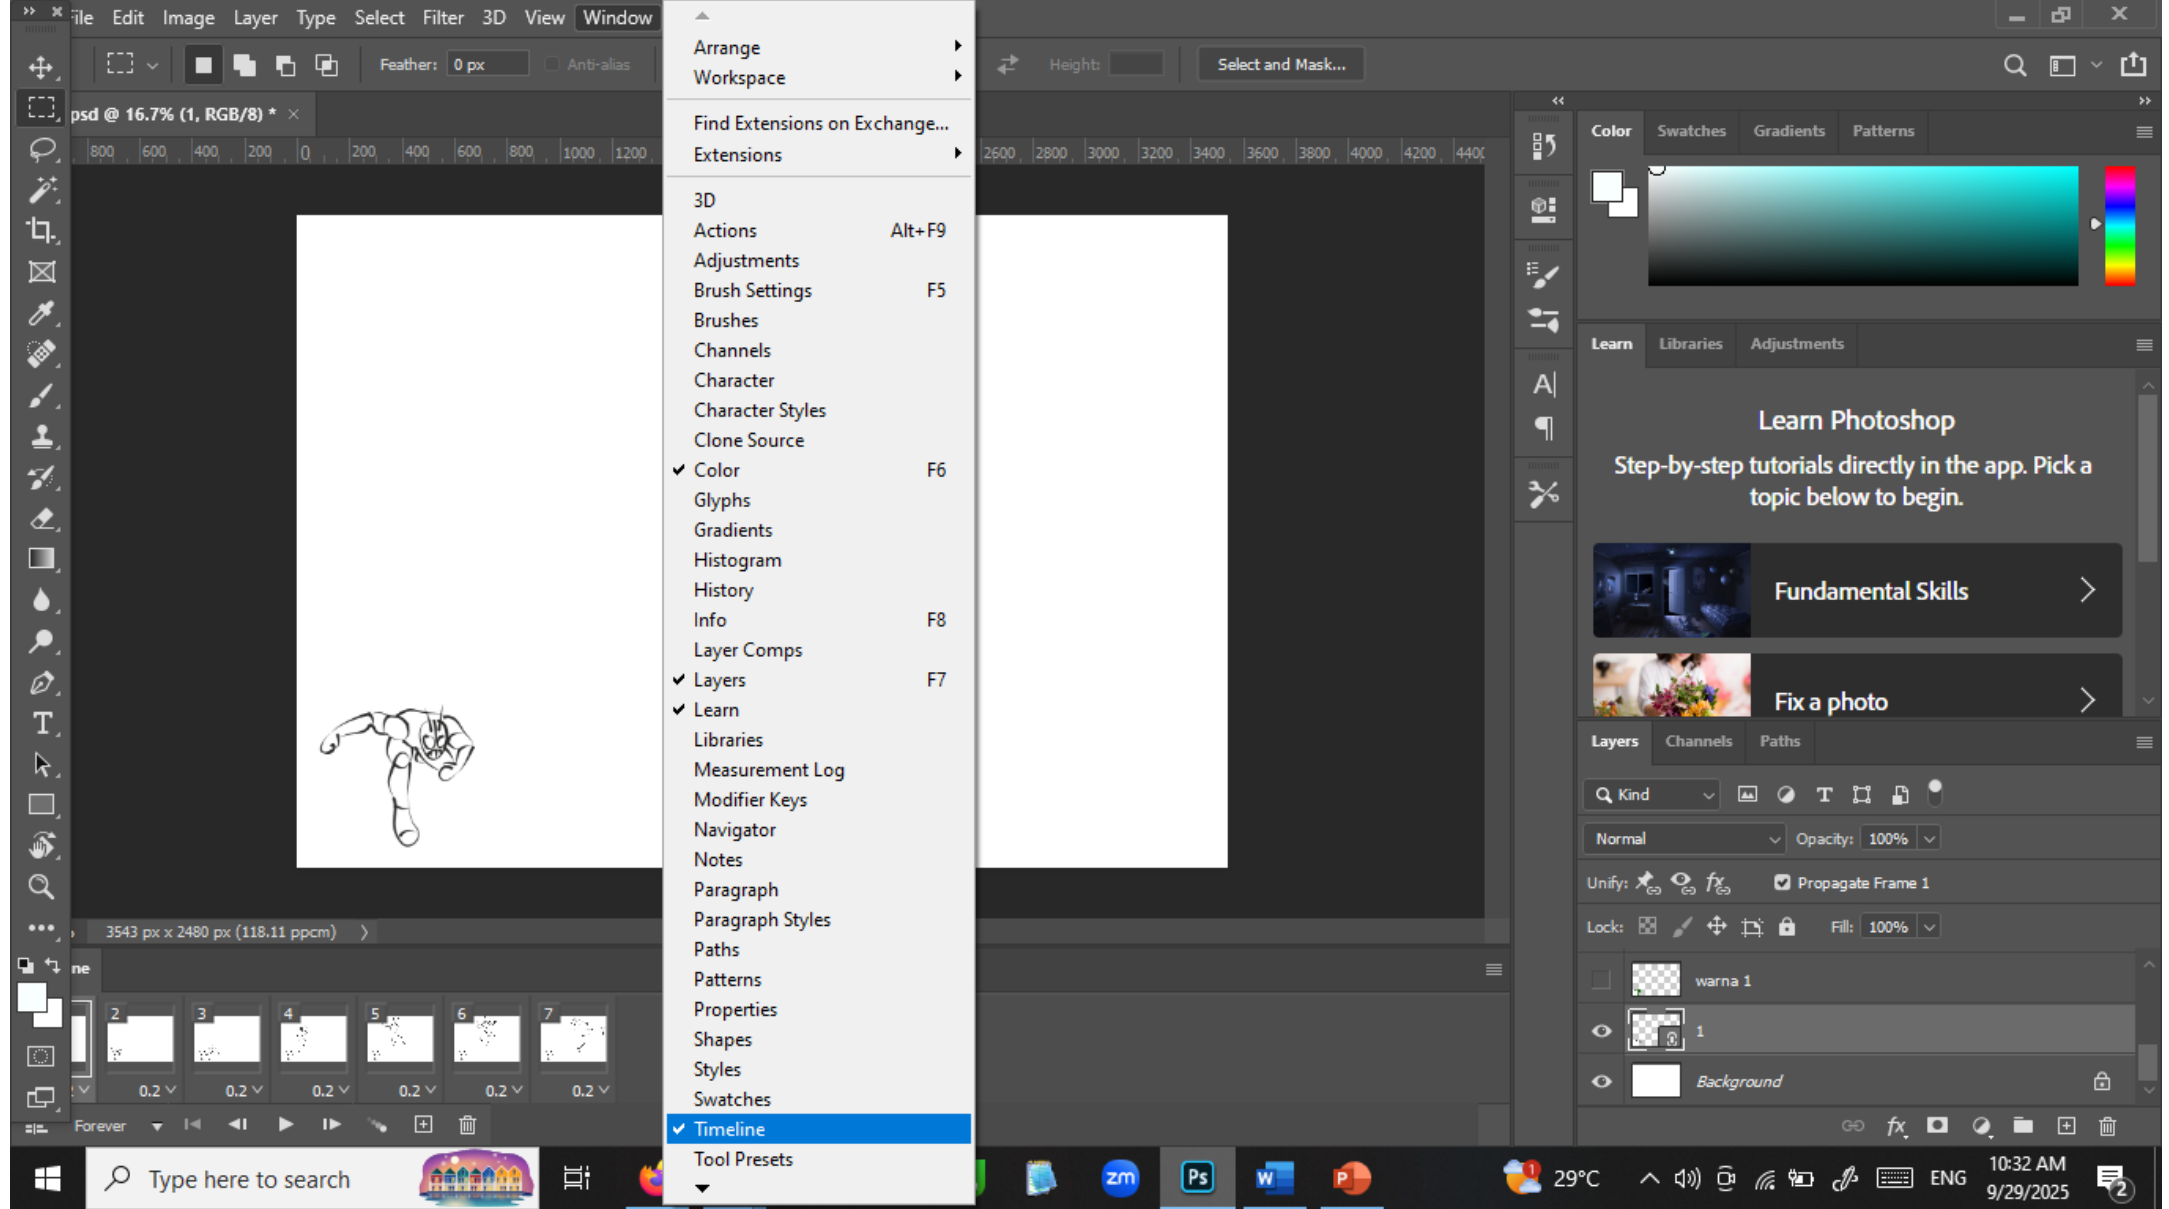 ile Edit Image Layer Type Select Filter 3D View Window
Feather: 0 px Anti-alias Height: Select and Mask...
psd @ 16.7% (1, RGB/8) * ×
800 600 400 200 0 200 400 600 800 1000 1200 2600 2800 3000 3200 3400 3600 3800 4000 4200 440
Arrange
Workspace
Find Extensions on Exchange...
Extensions
3D
Actions Alt+F9
Adjustments
Brush Settings F5
Brushes
Channels
Character
Character Styles
Clone Source
Color F6
Glyphs
Gradients
Histogram
History
Info F8
Layer Comps
Layers F7
Learn
Libraries
Measurement Log
Modifier Keys
Navigator
Notes
Paragraph
Paragraph Styles
Paths
Patterns
Properties
Shapes
Styles
Swatches
Timeline
Tool Presets
Color Swatches Gradients Patterns
Learn Libraries Adjustments
Learn Photoshop
Step-by-step tutorials directly in the app. Pick a
topic below to begin.
Fundamental Skills
Fix a photo
Layers Channels Paths
Kind
Normal Opacity: 100%
Unify: Propagate Frame 1
Lock: Fill: 100%
warna 1
1
Background
3543 px x 2480 px (118.11 ppcm)
ne
2 3 4 5 6 7
0.2 0.2 0.2 0.2 0.2 0.2
Forever
Type here to search
zm
Ps
W
P
1
29°C
ENG
10:32 AM
9/29/2025
2